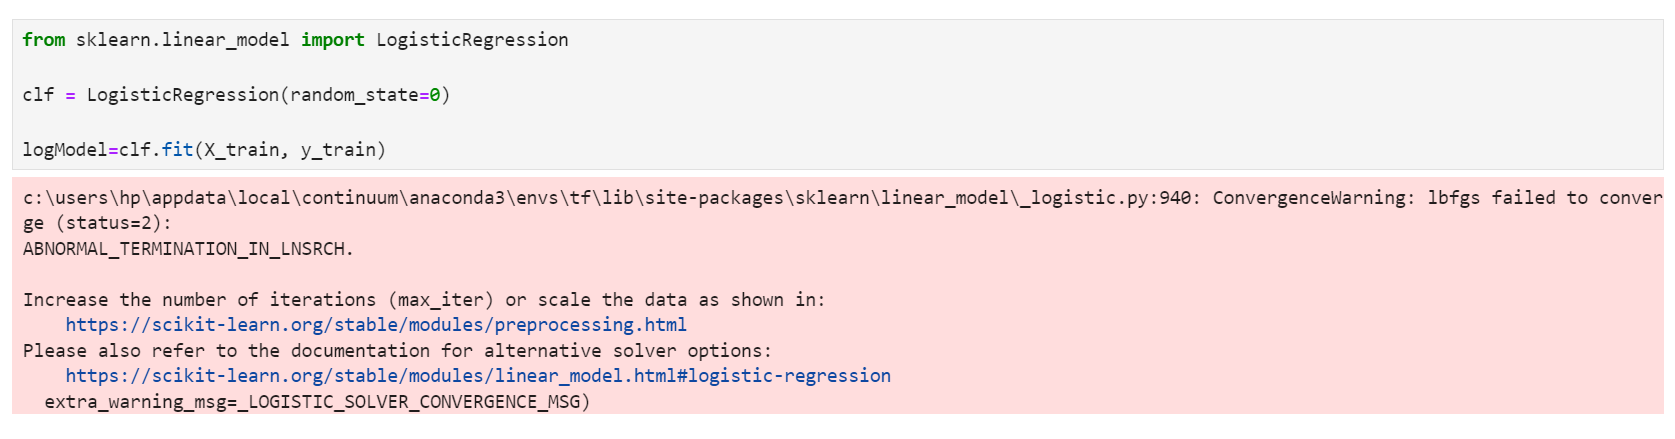 from sklearn.linear_model import LogisticRegression
clf = LogisticRegression(random_state=0)
logModel=clf.fit(X_train, y_train)
c:\users\hp\appdata\local\continuum\anaconda3\envs\tf\lib\site-packages\sklearn\linear_model\_logistic.py:940: ConvergenceWarning: lbfgs failed to conver
ge (status=2):
ABNORMAL_TERMINATION_IN_LNSRCH.
Increase the number of iterations (max_iter) or scale the data as shown in:
    https://scikit-learn.org/stable/modules/preprocessing.html
Please also refer to the documentation for alternative solver options:
    https://scikit-learn.org/stable/modules/linear_model.html#logistic-regression
  extra_warning_msg=_LOGISTIC_SOLVER_CONVERGENCE_MSG)